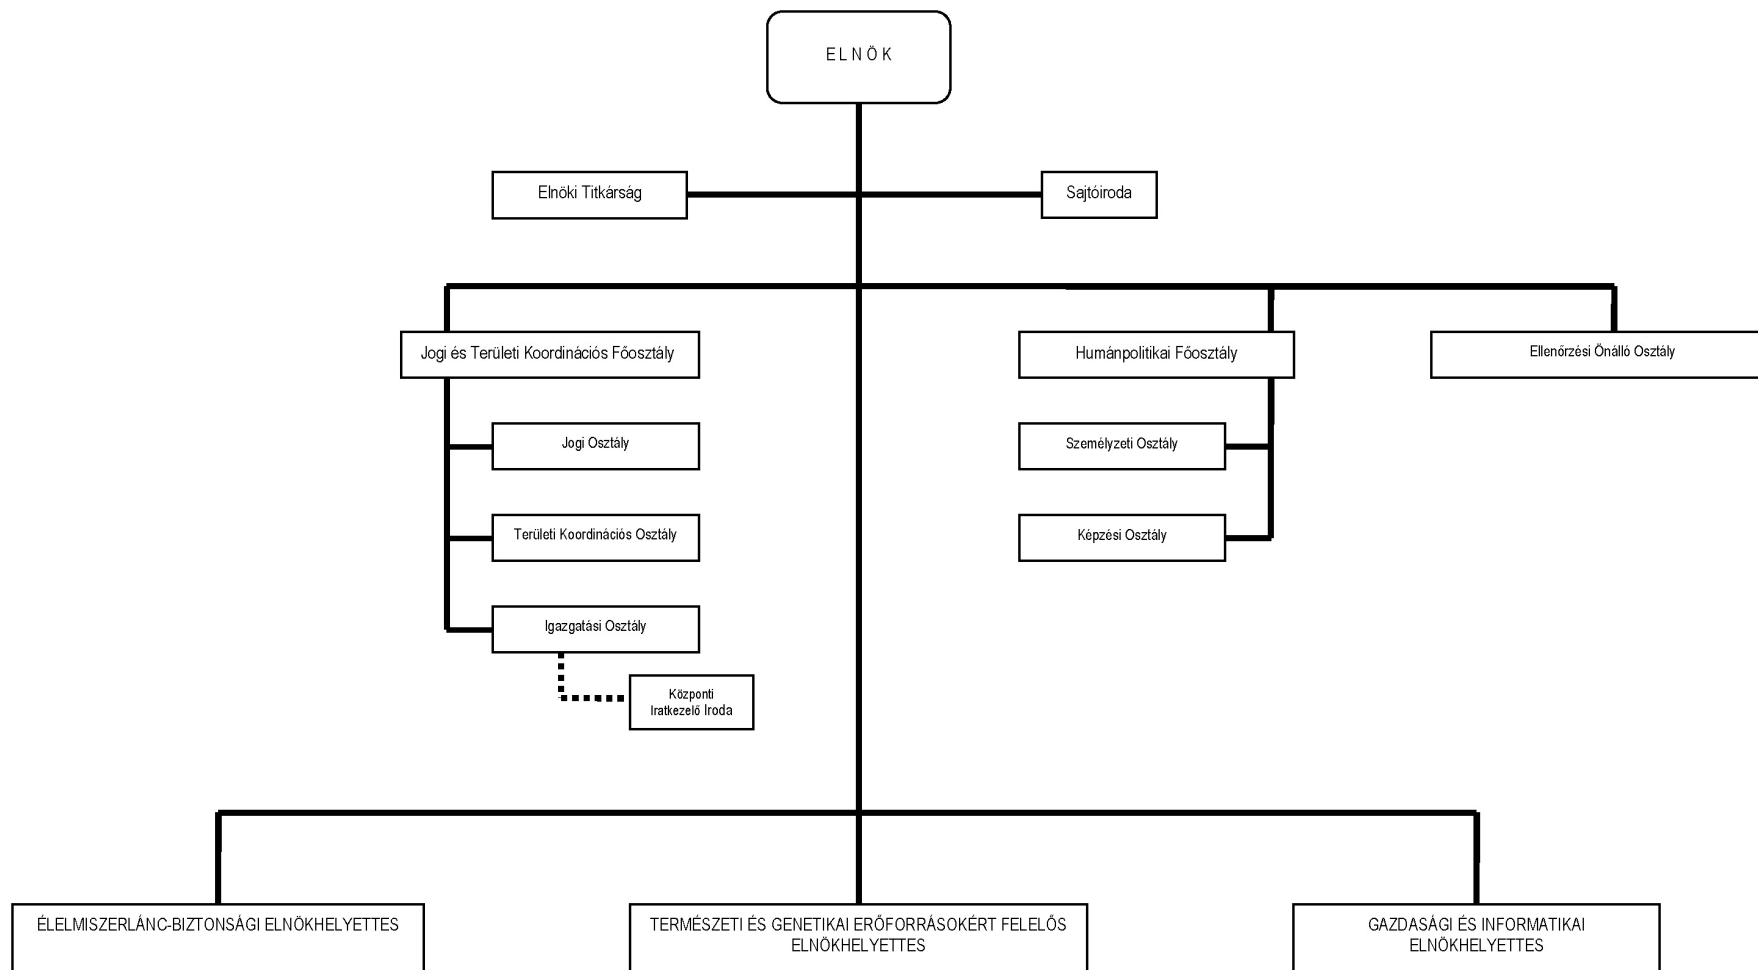 E L N Ö K
Elnöki Titkárság
Sajtóiroda
Jogi és Területi Koordinációs Főosztály
Humánpolitikai Főosztály
Ellenőrzési Önálló Osztály
Jogi Osztály
Személyzeti Osztály
Területi Koordinációs Osztály
Képzési Osztály
Igazgatási Osztály
Központi
Iratkezelő Iroda
ÉLELMISZERLÁNC-BIZTONSÁGI ELNÖKHELYETTES
TERMÉSZETI ÉS GENETIKAI ERŐFORRÁSOKÉRT FELELŐS
ELNÖKHELYETTES
GAZDASÁGI ÉS INFORMATIKAI
ELNÖKHELYETTES